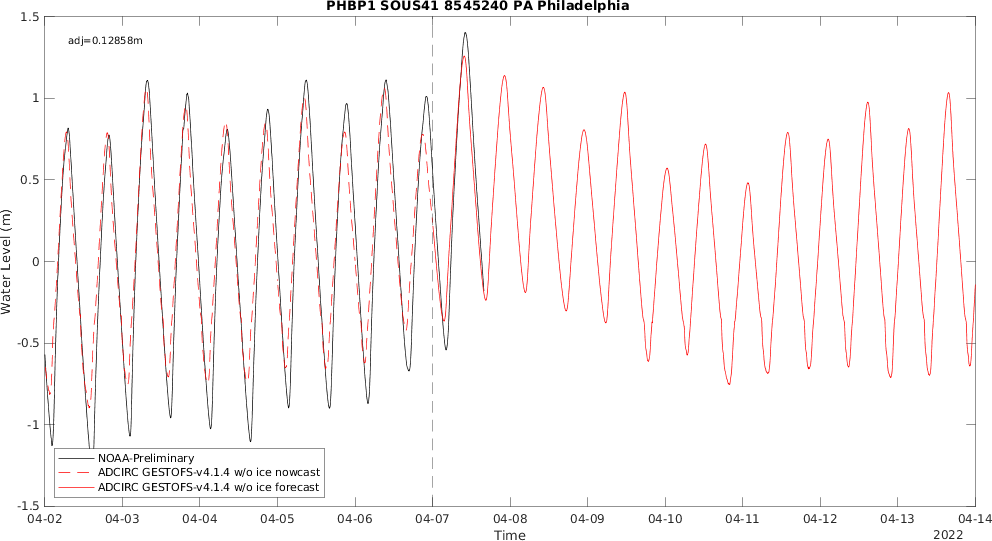 PHBP1 SOUS41 8545240 PA Philadelphia
1.5
adj=0.12858m
1
0.5
0
-0.5
-1
-1.5
Water Level (m)
NOAA-Preliminary
ADCIRC GESTOFS-v4.1.4 w/o ice nowcast
ADCIRC GESTOFS-v4.1.4 w/o ice forecast
04-02 04-03 04-04 04-05 04-06 04-07 04-08 04-09 04-10 04-11 04-12 04-13 04-14
Time
2022